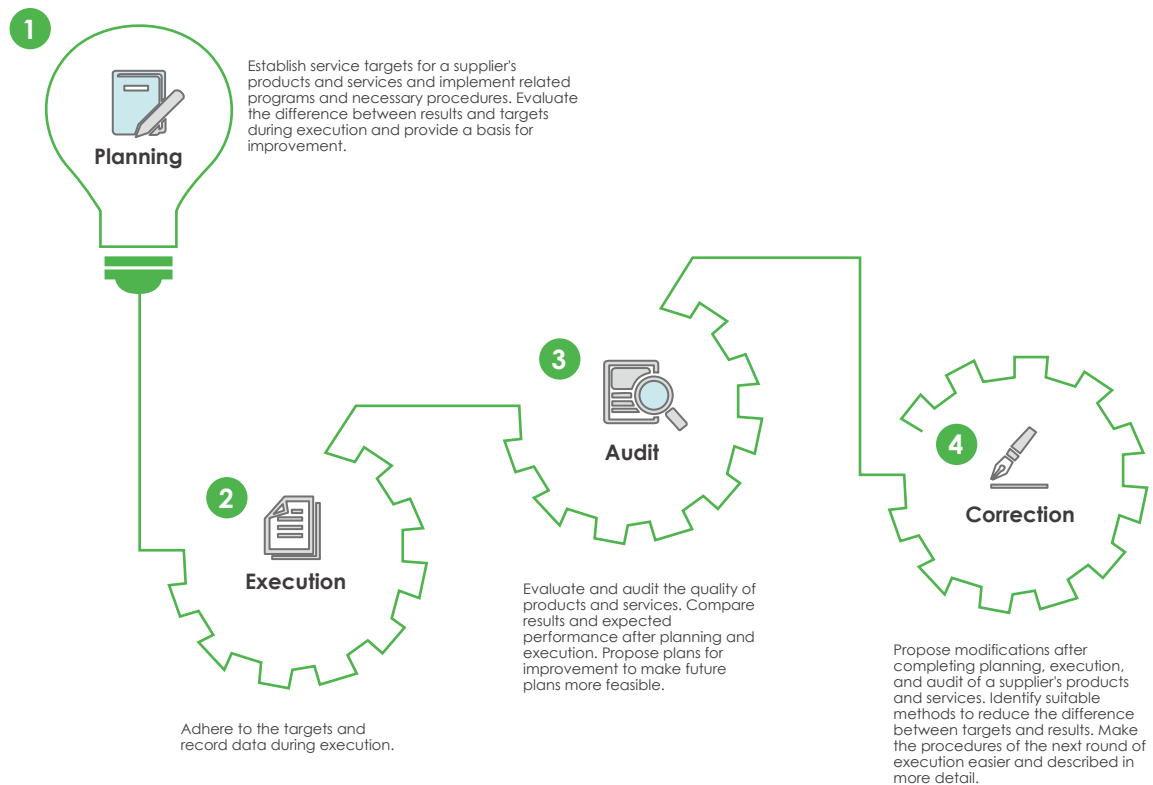 1
Planning
Establish service targets for a supplier's
products and services and implement related
programs and necessary procedures. Evaluate
the difference between results and targets
during execution and provide a basis for
improvement.
2
Execution
Adhere to the targets and
record data during execution.
3
Audit
Evaluate and audit the quality of
products and services. Compare
results and expected
performance after planning and
execution. Propose plans for
improvement to make future
plans more feasible.
4
Correction
Propose modifications after
completing planning, execution,
and audit of a supplier's products
and services. Identify suitable
methods to reduce the difference
between targets and results. Make
the procedures of the next round of
execution easier and described in
more detail.